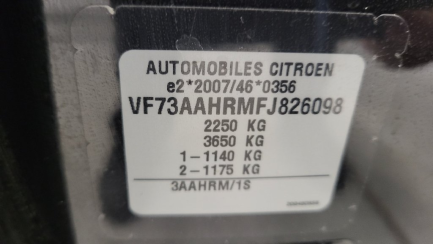 AUTOMOBILES CITROEN
e2*2007/46*0356
VF73AAHRMFJ826098
2250 KG
3650 KG
1-1140 KG
2-1175 KG
3AAHRM/1S